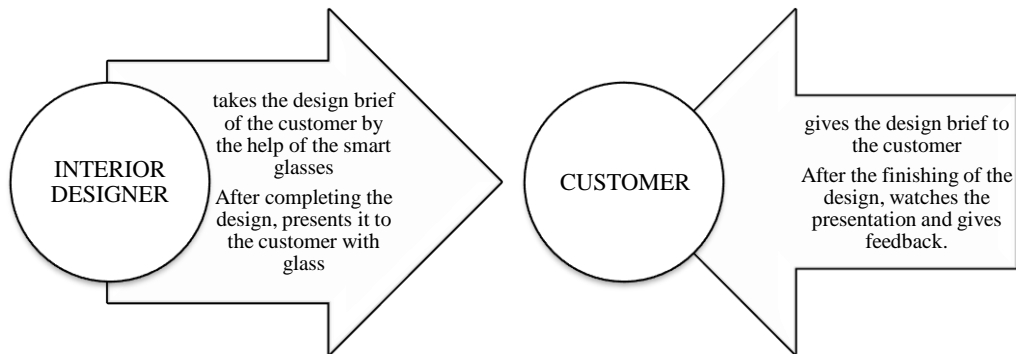 INTERIOR
DESIGNER
takes the design brief
of the customer by
the help of the smart
glasses
After completing the
design, presents it to
the customer with
glass
CUSTOMER
gives the design brief to
the customer
After the finishing of the
design, watches the
presentation and gives
feedback.